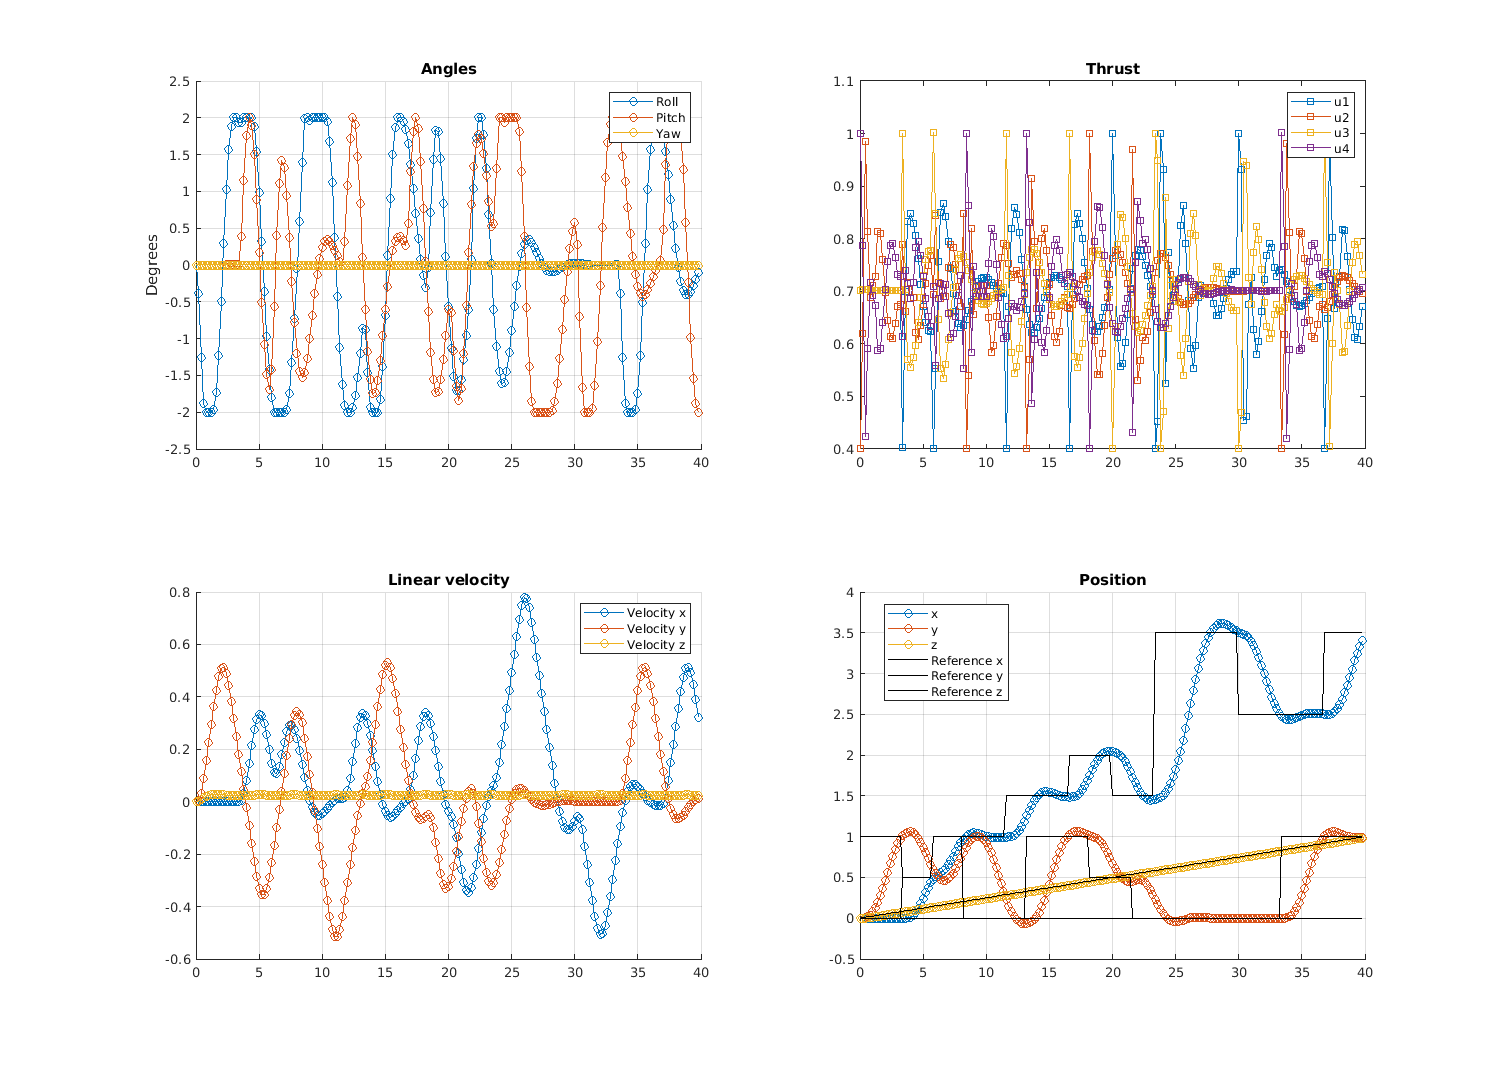 Angles
2.5
2
1.5
1
0.5
0
-0.5
-1
-1.5
-2
-2.5
Degrees
0 5 10 15 20 25 30 35 40
Roll
Pitch
Yaw
Thrust
1.1
1
0.9
0.8
0.7
0.6
0.5
0.4
0 5 10 15 20 25 30 35 40
u1
u2
u3
u4
Linear velocity
0.8
0.6
0.4
0.2
0
-0.2
-0.4
-0.6
0 5 10 15 20 25 30 35 40
Velocity x
Velocity y
Velocity z
Position
4
3.5
3
2.5
2
1.5
1
0.5
0
-0.5
0 5 10 15 20 25 30 35 40
x
y
z
Reference x
Reference y
Reference z